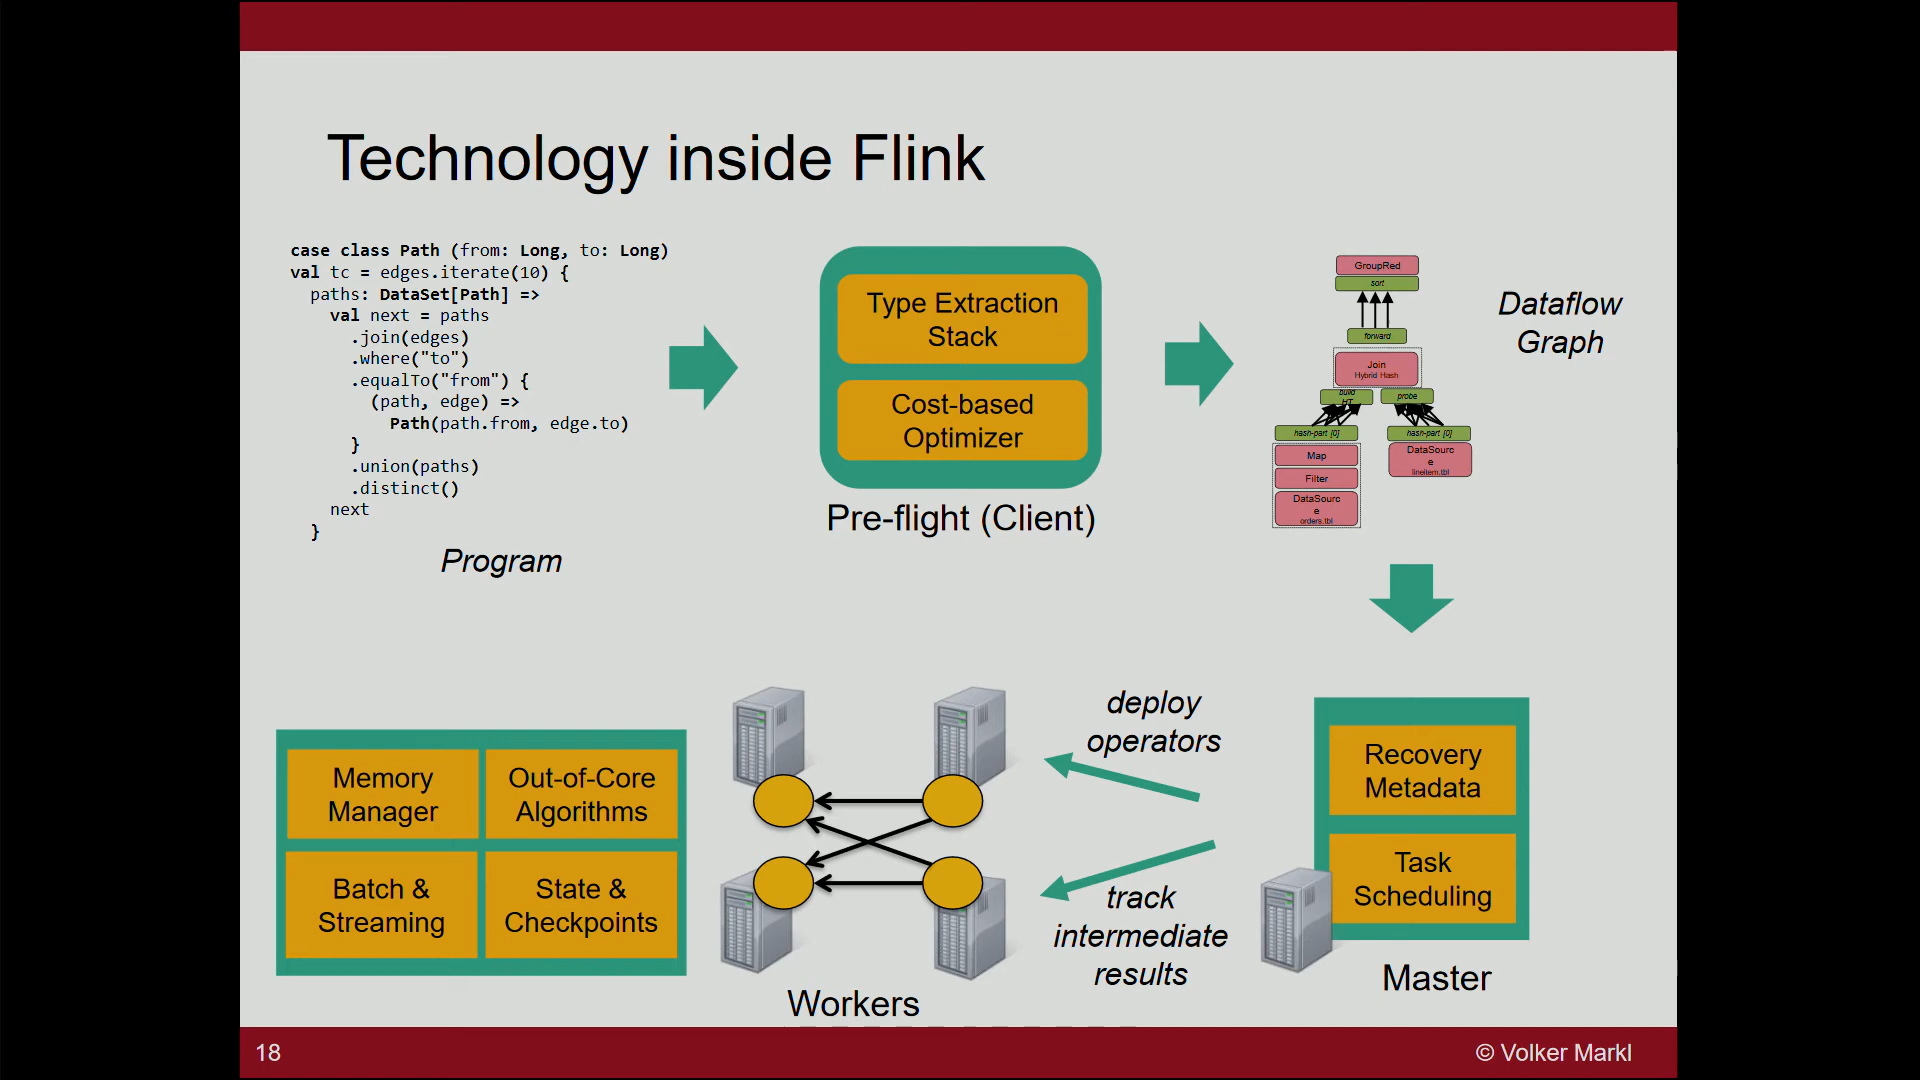 Technology inside Flink
case class Path (from: Long, to: Long)
val tc = edges.iterate(10) {
paths: DataSet[Path] =>
val next = paths
.join(edges)
.where("to")
.equalTo("from") {
(path, edge) =>
Path(path.from, edge.to)
}
.union(paths)
.distinct()
next
}
Program
Type Extraction
Stack
Cost-based
Optimizer
Pre-flight (Client)
GroupRed
sort
forward
Join
Hybrid Hash
build
HT
probe
hash-part [0]
hash-part [0]
Map
Filter
DataSourc
e
orders.tbl
DataSourc
e
lineitem.tbl
Dataflow
Graph
Memory
Manager
Out-of-Core
Algorithms
Batch &
Streaming
State &
Checkpoints
Workers
deploy
operators
track
intermediate
results
Recovery
Metadata
Task
Scheduling
Master
18
© Volker Markl